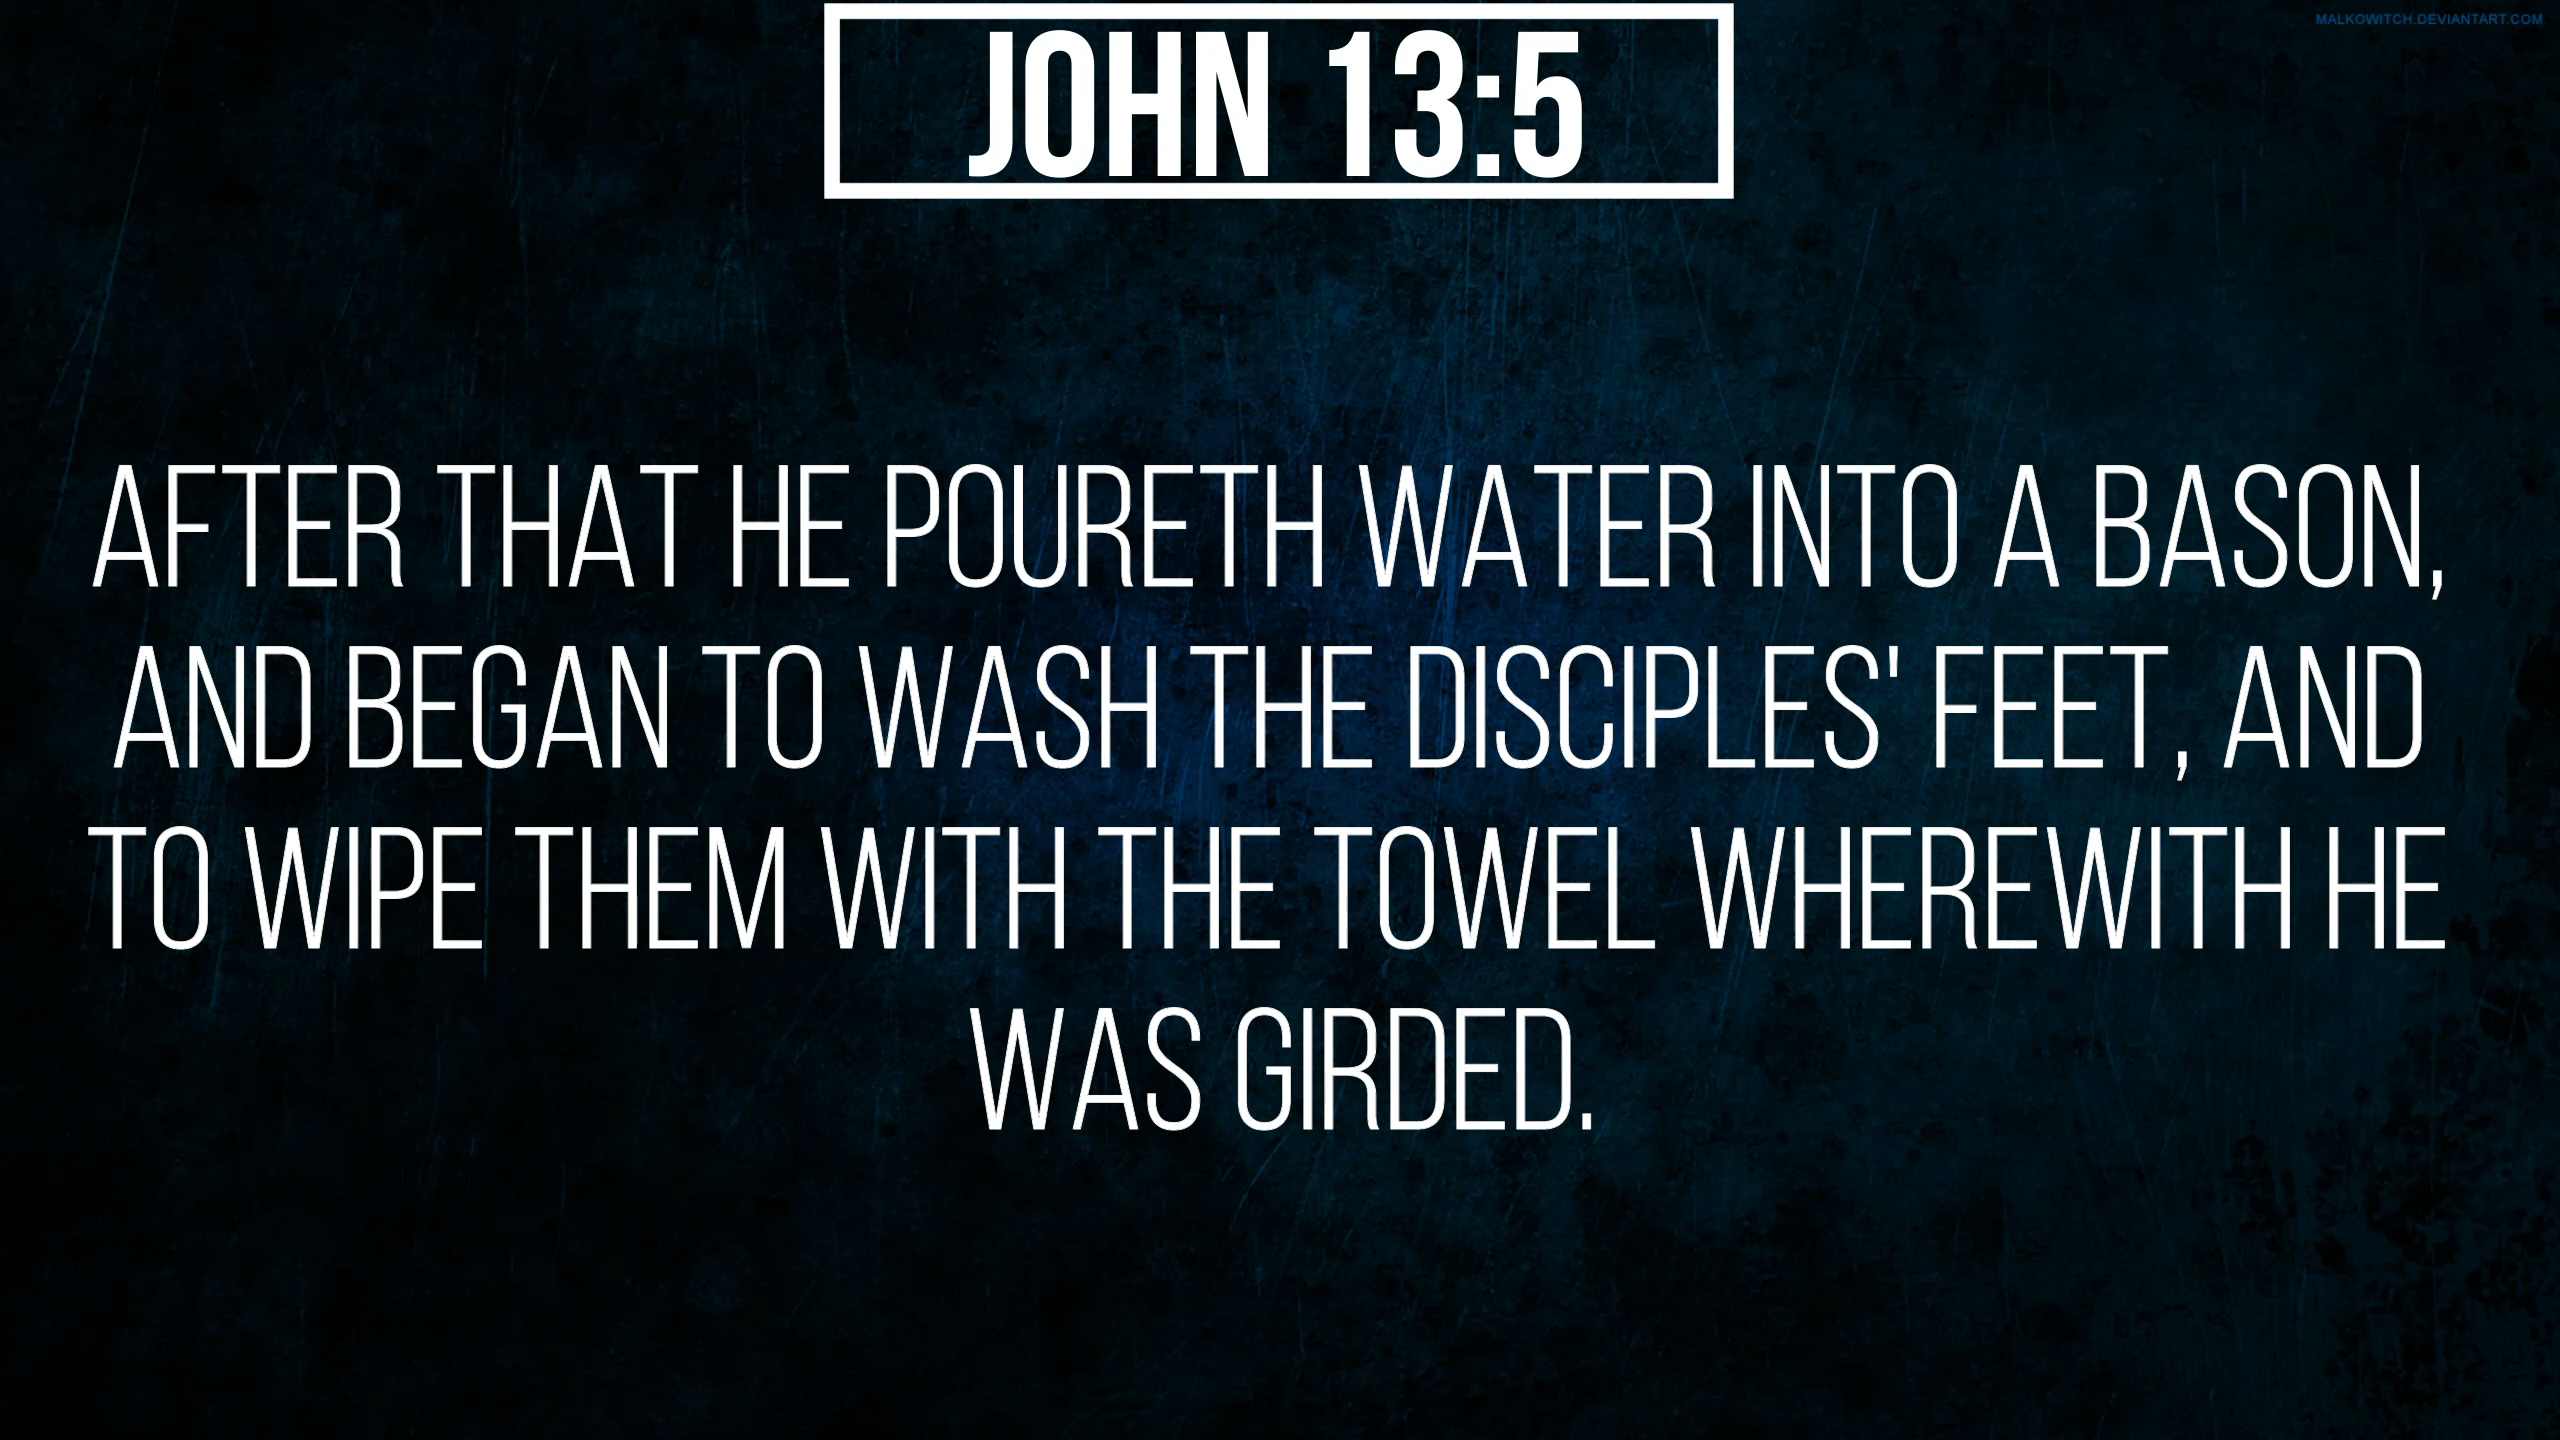 MALKOWITCH.DEVIANTART.COM
JOHN 13:5
AFTER THAT HE POURETH WATER INTO A BASON,
AND BEGAN TO WASH THE DISCIPLES' FEET, AND
TO WIPE THEM WITH THE TOWEL WHEREWITH HE
WAS GIRDED.